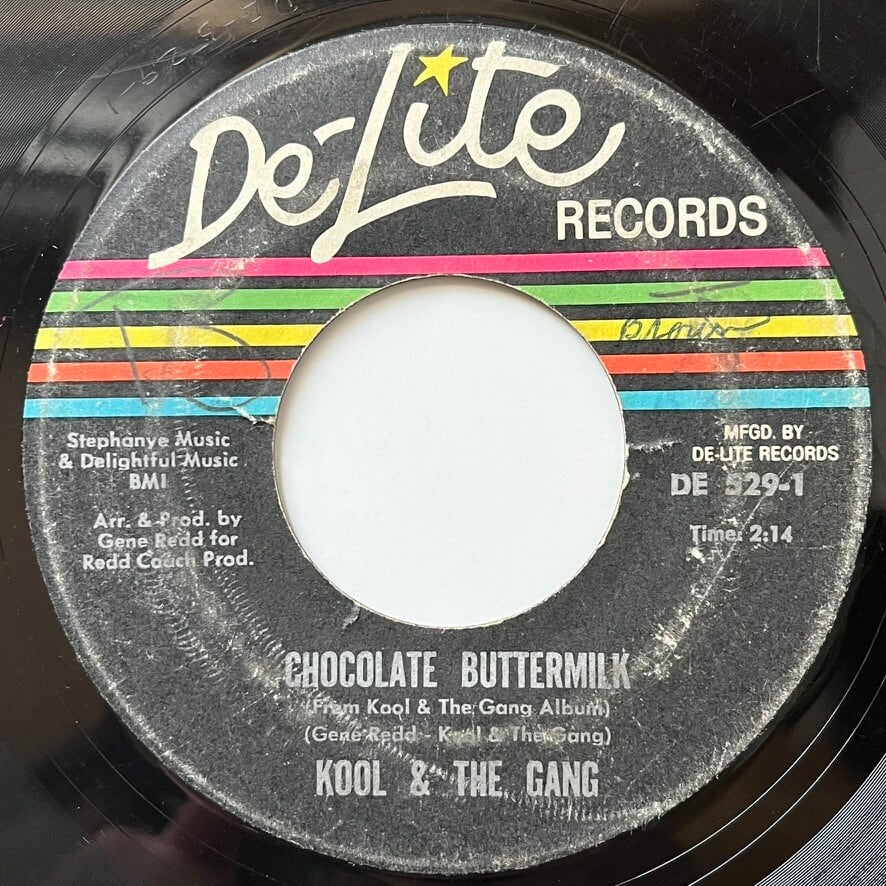 De-Lite
RECORDS
Brown
Stephanye Music
& Delightful Music
BMI
Arr. & Prod. by
Gene Redd for
Redd Coach Prod.
MFGD. BY
DE-LITE RECORDS
DE 529-1
Time: 2:14
CHOCOLATE BUTTERMILK
(From Kool & The Gang Album)
(Gene Redd - Kool & The Gang)
KOOL & THE GANG